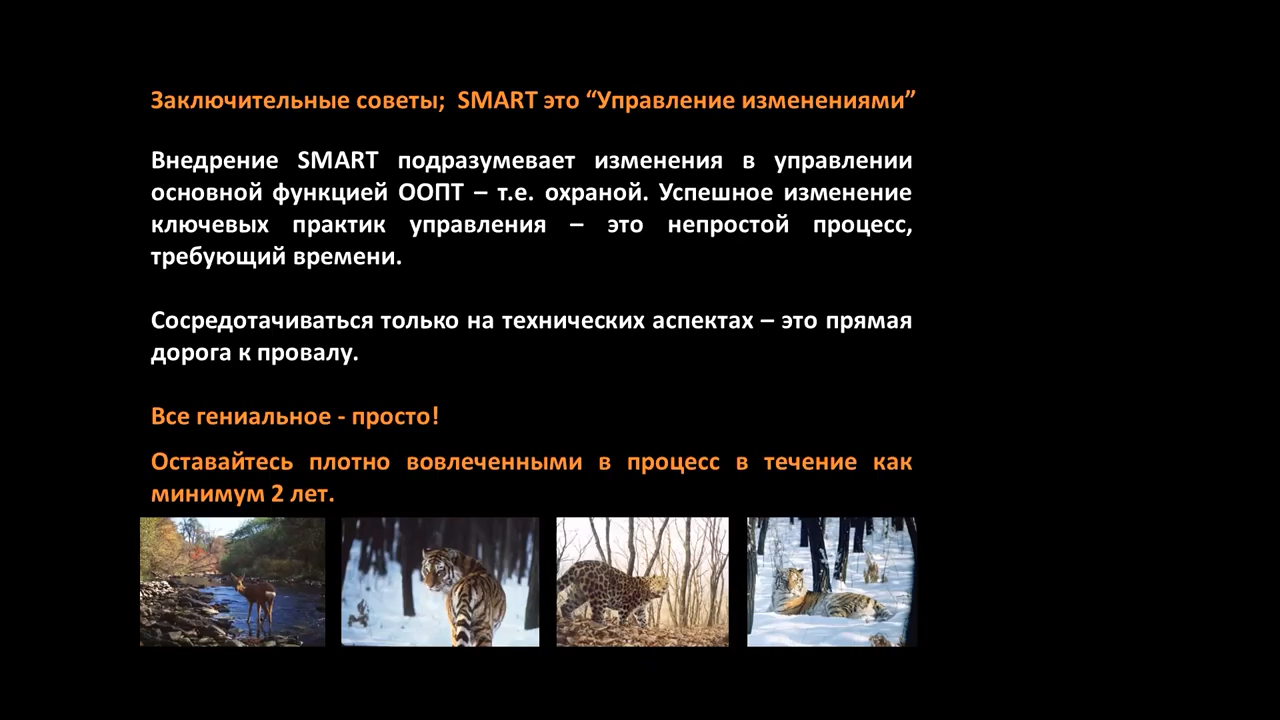 Заключительные советы;  SMART это “Управление изменениями”
Внедрение SMART подразумевает изменения в управлении
основной функцией ООПТ – т.е. охраной. Успешное изменение
ключевых практик управления – это непростой процесс,
требующий времени.
Сосредотачиваться только на технических аспектах – это прямая
дорога к провалу.
Все гениальное - просто!
Оставайтесь плотно вовлеченными в процесс в течение как
минимум 2 лет.